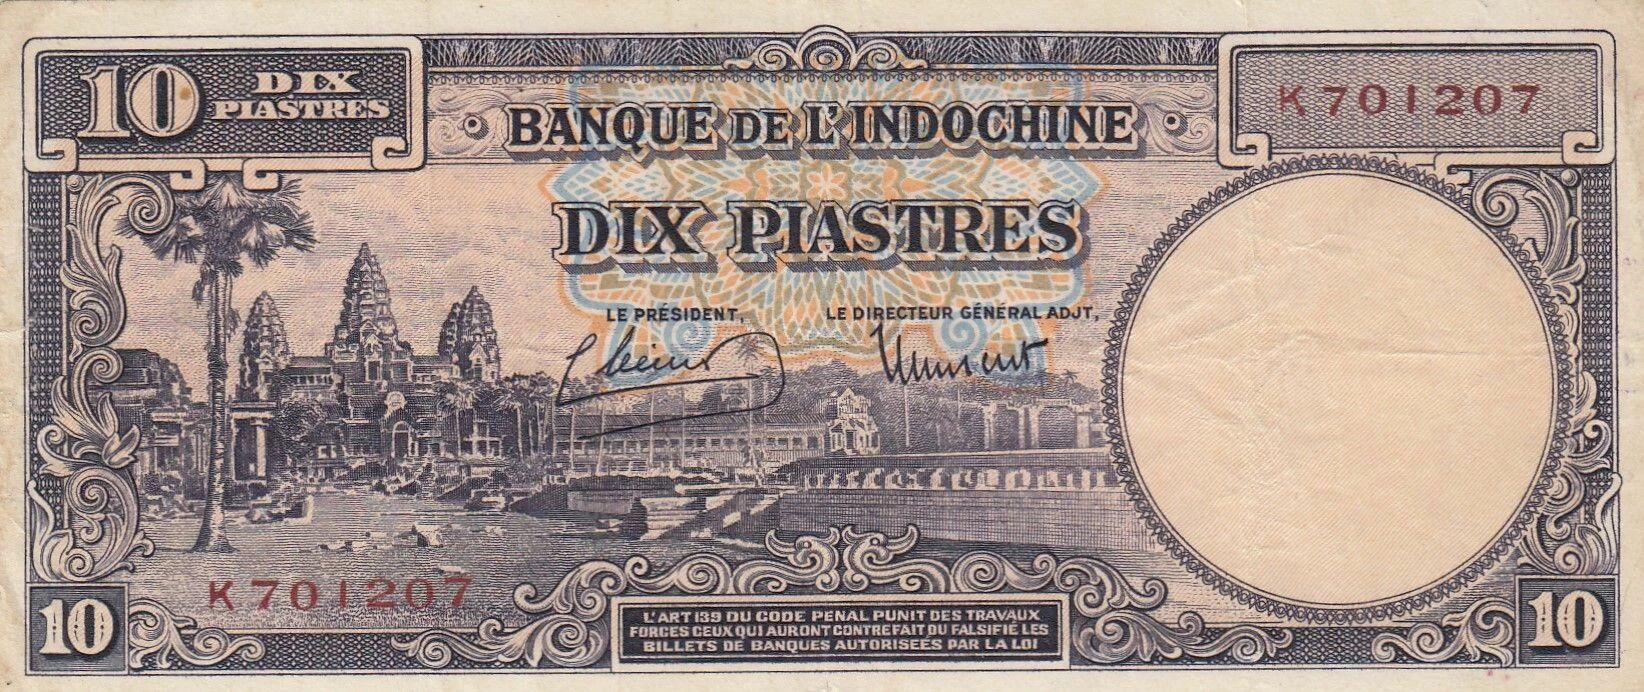 10 DIX
PIASTRES
K701207
BANQUE DE L'INDOCHINE
DIX PIASTRES
LE PRÉSIDENT,
LE DIRECTEUR GÉNÉRAL ADJT,
K701207
10
L'ART 139 DU CODE PENAL PUNIT DES TRAVAUX
FORCES CEUX QUI AURONT CONTREFAIT OU FALSIFIÉ LES
BILLETS DE BANQUES AUTORISÉES PAR LA LOI
10